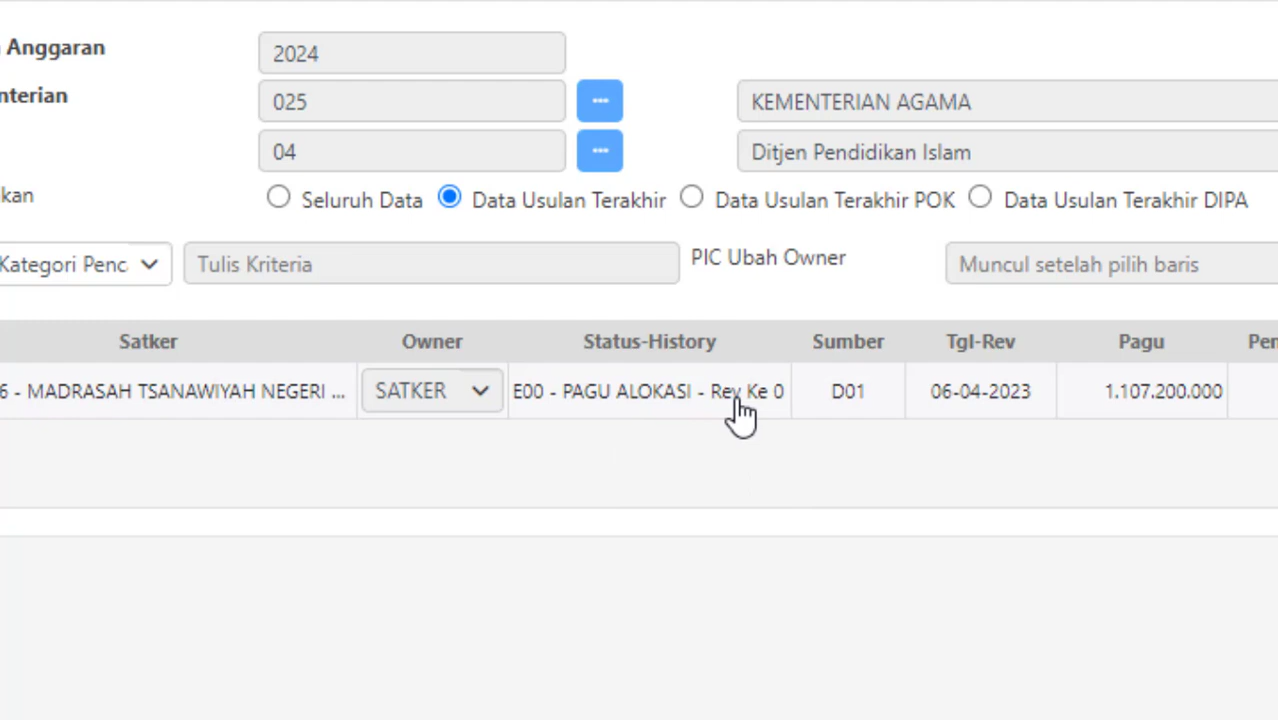 Anggaran 2024
nterian 025 ... KEMENTERIAN AGAMA
04 ... Ditjen Pendidikan Islam
kan Seluruh Data Data Usulan Terakhir Data Usulan Terakhir POK Data Usulan Terakhir DIPA
Kategori Penc Tulis Kriteria PIC Ubah Owner Muncul setelah pilih baris
Satker Owner Status-History Sumber Tgl-Rev Pagu Per
6 - MADRASAH TSANAWIYAH NEGERI ... SATKER E00 - PAGU ALOKASI - Rev Ke 0 D01 06-04-2023 1.107.200.000